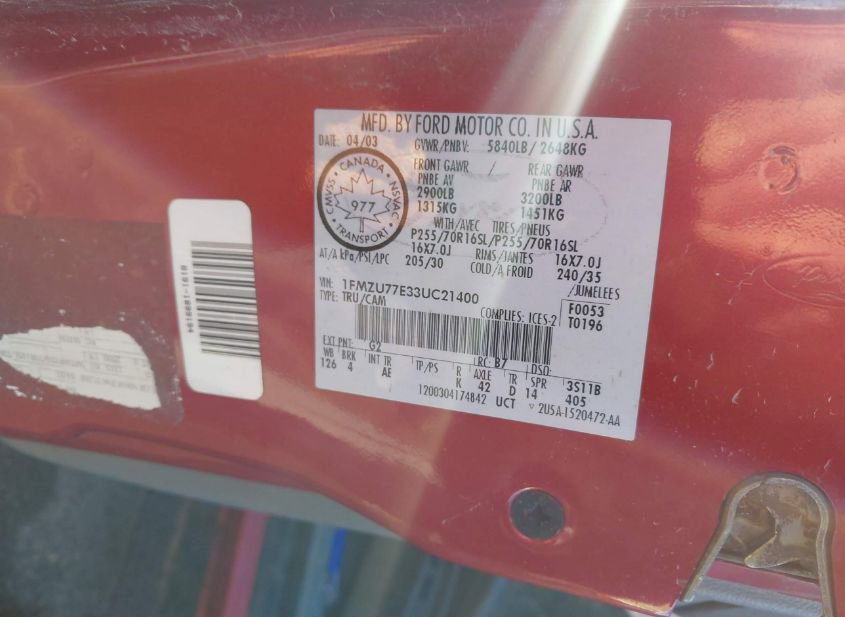 MFD. BY FORD MOTOR CO. IN U.S.A.
DATE: 04/03 GVWR/PNBV: 5840LB/ 2648KG
FRONT GAWR / REAR GAWR
PNBE AV PNBE AR
2900LB 3200LB
1315KG 1451KG
CMVSS CANADA NSVAC
977
TRANSPORT
WITH/AVEC TIRES/PNEUS
P255/70R16SL/P255/70R16SL
16X7.0J RIMS/JANTES 16X7.0J
AT/A kPa/PSI/LPC 205/30 COLD/A FROID 240/35
/JUMELEES
VIN: 1FMZU77E33UC21400 F0053
TYPE: TRU/CAM T0196
COMPLIES: ICES-2
EXT PNT: G2 RC: B7 DSO:
WB BRK INT TR TP/PS R AXLE TR SPR 3S11B
126 4 AE K 42 D 14 405
1200304174842 UCT 2U5A-1520472-AA